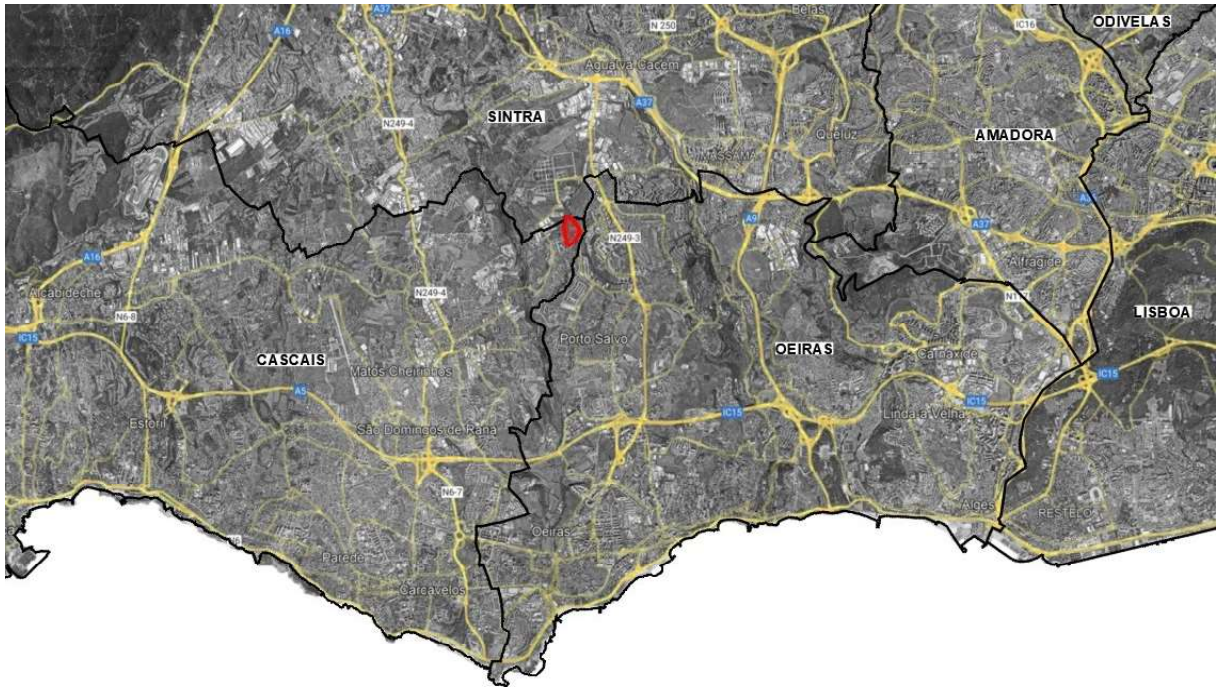 ODIVELAS
A37
A16
N 250
IC16
Agualva-Cacém
A37
SINTRA
N249-4
Queluz
AMADORA
MASSAMÁ
A9
A37
N249-3
A16
Alfragide
Alcabideche
N249-4
N117
N6-8
LISBOA
IC15
Porto Salvo
OEIRAS
Carnaxide
CASCAIS
Matos Cheirinhos
IC15
A5
IC15
IC15
Linda a Velha
Estoril
São Domingos de Rana
N6-7
Algés
RESTELO
Oeiras
Parede
Carcavelos